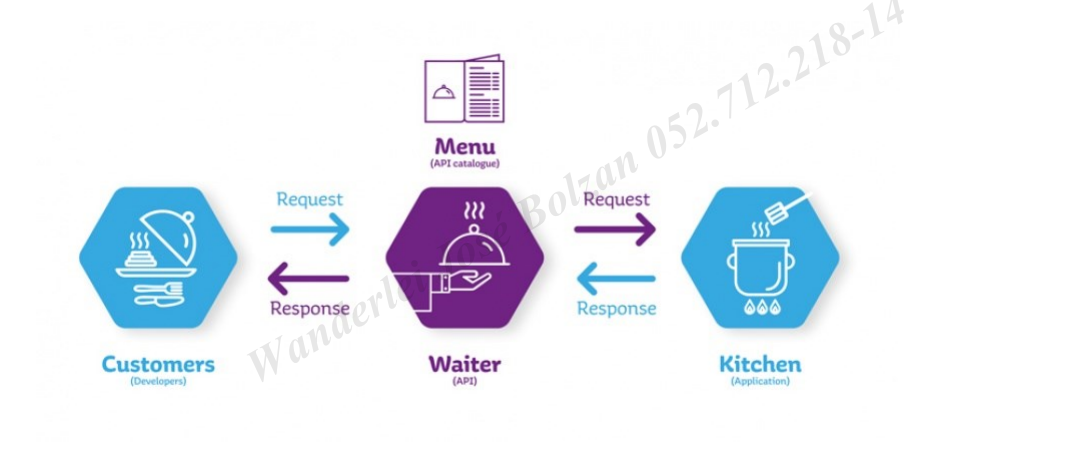 Menu
(API catalogue)
Request
Request
Response
Response
Customers
(Developers)
Waiter
(API)
Kitchen
(Application)
Wanderlei José Bolzan 052.712.218-14